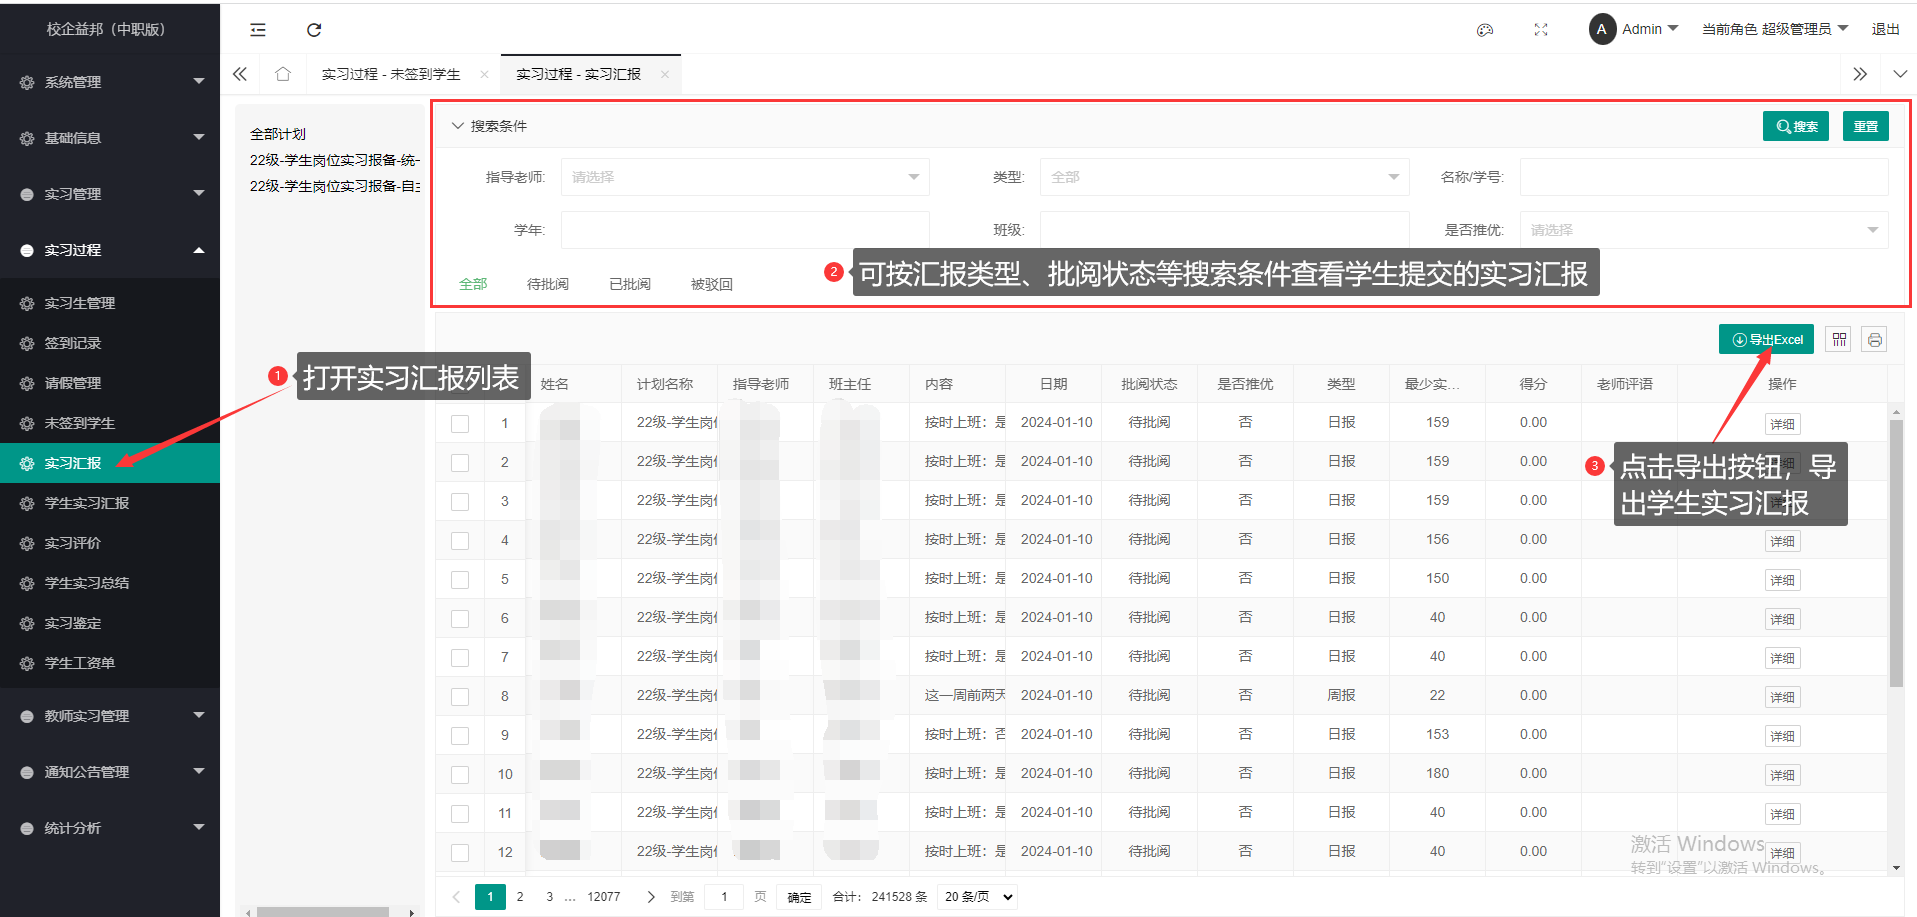 校企益邦（中职版）
Admin
当前角色 超级管理员
退出
实习过程 - 未签到学生
实习过程 - 实习汇报
系统管理
基础信息
实习管理
实习过程
实习生管理
签到记录
请假管理
未签到学生
实习汇报
学生实习汇报
实习评价
学生实习总结
实习鉴定
学生工资单
教师实习管理
通知公告管理
统计分析
全部计划
22级-学生岗位实习报备-统一
22级-学生岗位实习报备-自主
搜索条件
搜索 重置
指导老师: 请选择 类型: 全部 名称/学号:
学年: 班级: 是否推优: 请选择
全部 待批阅 已批阅 被驳回
2 可按汇报类型、批阅状态等搜索条件查看学生提交的实习汇报
导出Excel
1 打开实习汇报列表
姓名 计划名称 指导老师 班主任 内容 日期 批阅状态 是否推优 类型 最少实... 得分 老师评语 操作
1 22级-学生岗 按时上班：是 2024-01-10 待批阅 否 日报 159 0.00 详细
2 22级-学生岗 按时上班：是 2024-01-10 待批阅 否 日报 159 0.00
3 22级-学生岗 按时上班：是 2024-01-10 待批阅 否 日报 159 0.00
3 点击导出按钮，导
出学生实习汇报
4 22级-学生岗 按时上班：是 2024-01-10 待批阅 否 日报 156 0.00 详细
5 22级-学生岗 按时上班：是 2024-01-10 待批阅 否 日报 150 0.00 详细
6 22级-学生岗 按时上班：是 2024-01-10 待批阅 否 日报 40 0.00 详细
7 22级-学生岗 按时上班：是 2024-01-10 待批阅 否 日报 40 0.00 详细
8 22级-学生岗 这一周前两天 2024-01-10 待批阅 否 周报 22 0.00 详细
9 22级-学生岗 按时上班：否 2024-01-10 待批阅 否 日报 153 0.00 详细
10 22级-学生岗 按时上班：是 2024-01-10 待批阅 否 日报 180 0.00 详细
11 22级-学生岗 按时上班：是 2024-01-10 待批阅 否 日报 40 0.00 详细
12 22级-学生岗 按时上班：是 2024-01-10 待批阅 否 日报 40 0.00 详细
激活 Windows
转到“设置”以激活 Windows。
1 2 3 ... 12077 到第 1 页 确定 合计： 241528 条 20 条/页
A